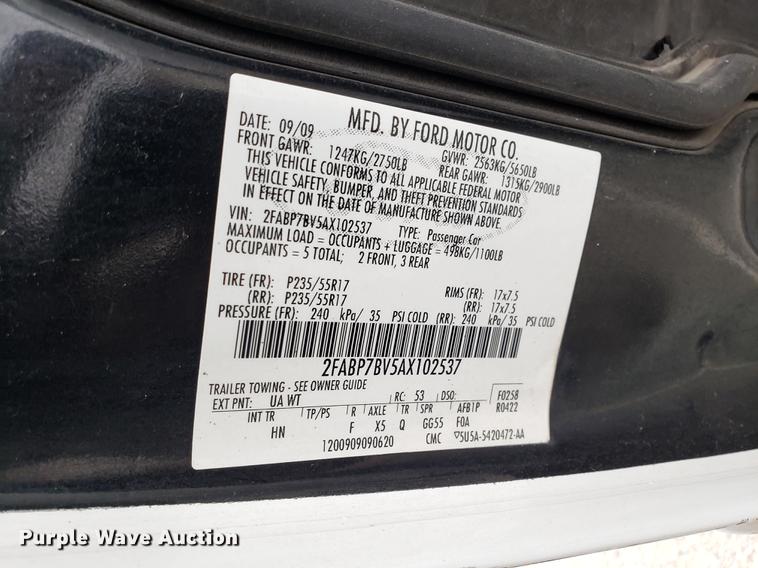 MFD. BY FORD MOTOR CO.
DATE: 09/09 GVWR: 2563KG/5650LB
FRONT GAWR: 1247KG/2750LB REAR GAWR: 1315KG/2900LB
THIS VEHICLE CONFORMS TO ALL APPLICABLE FEDERAL MOTOR
VEHICLE SAFETY, BUMPER, AND THEFT PREVENTION STANDARDS
IN EFFECT ON THE DATE OF MANUFACTURE SHOWN ABOVE.
VIN: 2FABP7BV5AX102537 TYPE: Passenger Car
MAXIMUM LOAD = OCCUPANTS + LUGGAGE = 498KG/1100LB
OCCUPANTS = 5 TOTAL; 2 FRONT, 3 REAR
TIRE (FR): P235/55R17 RIMS (FR): 17x7.5
(RR): P235/55R17 (RR): 17x7.5
PRESSURE (FR): 240 kPa/ 35 PSI COLD (RR): 240 kPa/ 35 PSI COLD
2FABP7BV5AX102537
TRAILER TOWING - SEE OWNER GUIDE
EXT PNT: UA WT RC: 53 DSO: F0258
INT TR TP/PS R AXLE TR SPR AFB1P R0422
HN F X5 Q GG55 F0A
1200909090620 CMC ▽5U5A-5420472-AA
Purple Wave Auction